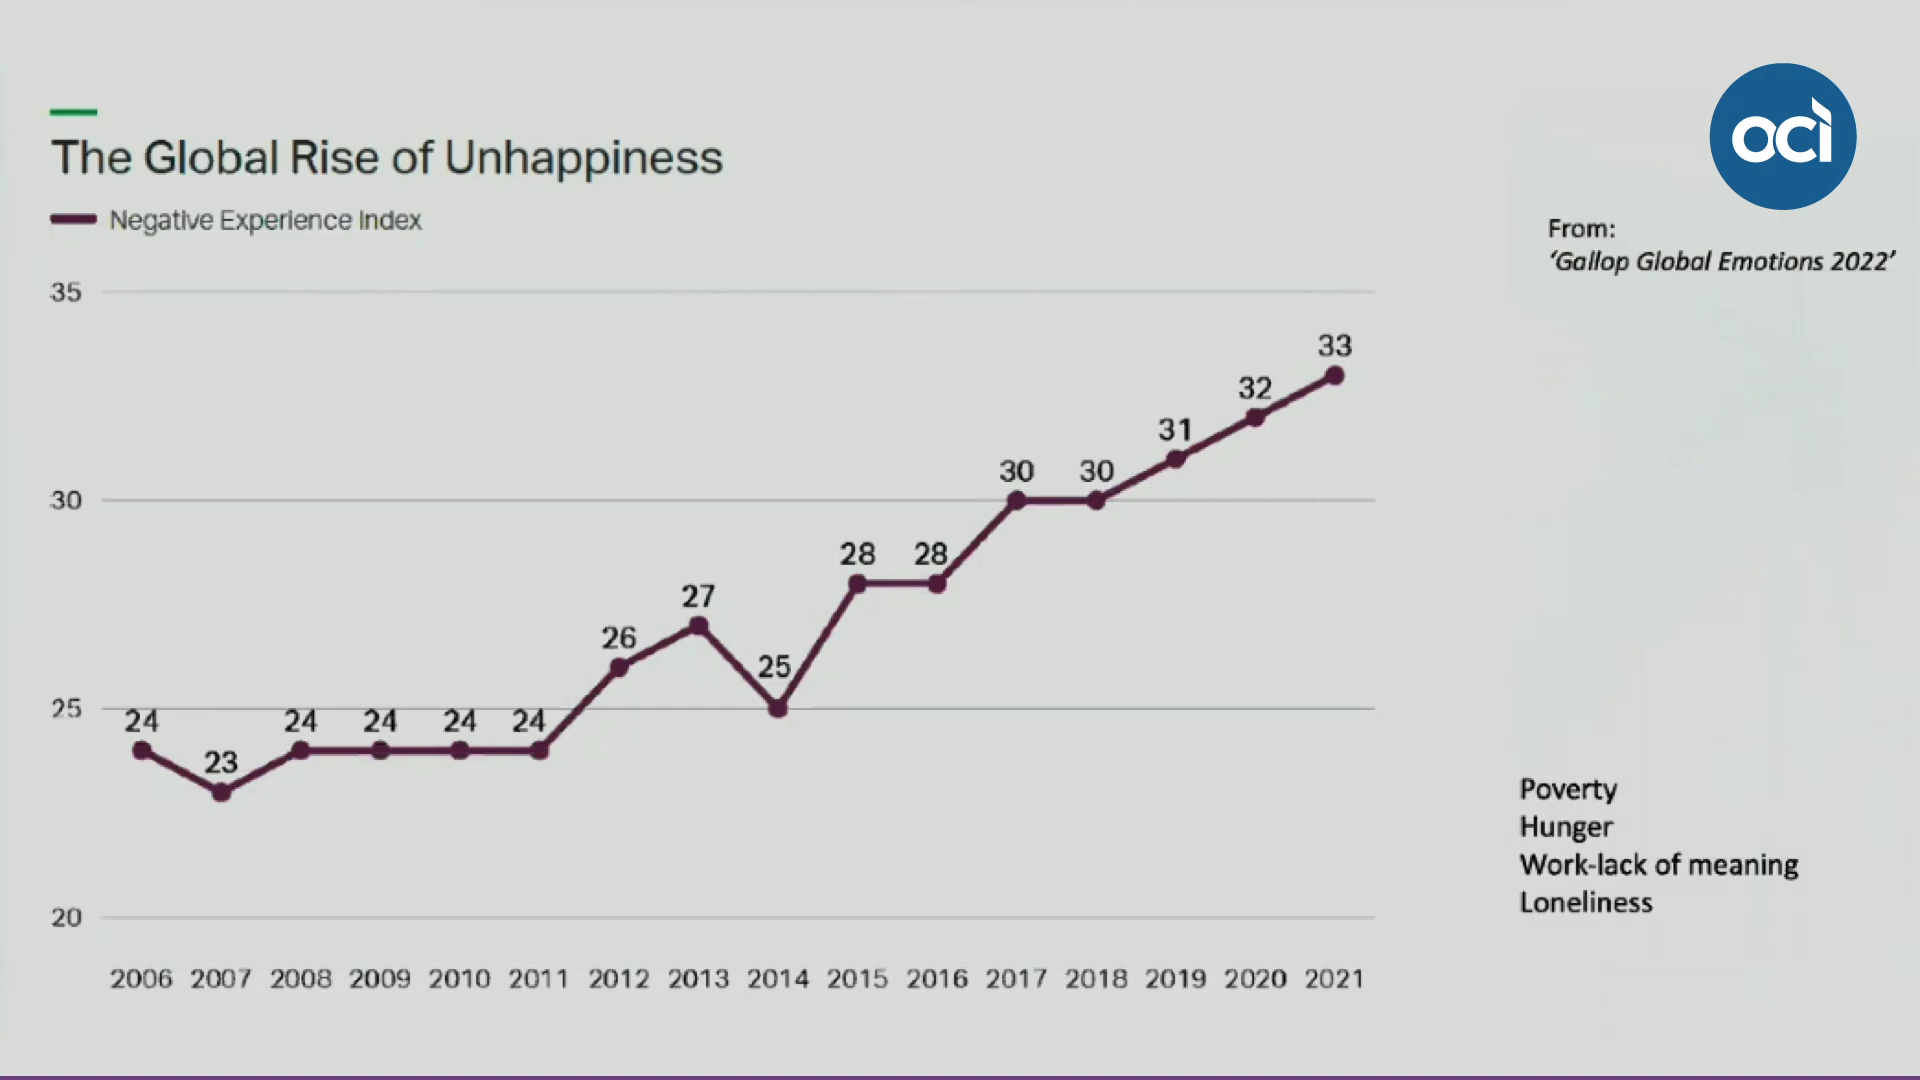 The Global Rise of Unhappiness
Negative Experience Index
oci
From:
‘Gallop Global Emotions 2022’
35
30
25
20
24
23
24
24
24
24
26
27
25
28
28
30
30
31
32
33
2006 2007 2008 2009 2010 2011 2012 2013 2014 2015 2016 2017 2018 2019 2020 2021
Poverty
Hunger
Work-lack of meaning
Loneliness